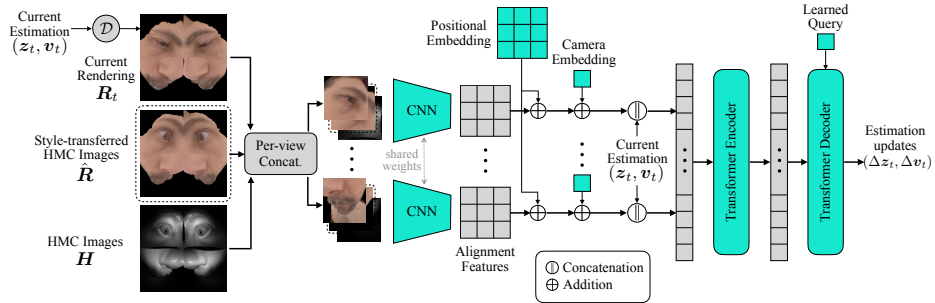 Current
Estimation
(z_t, v_t)
D
Current
Rendering
R_t
Style-transferred
HMC Images
R̂
HMC Images
H
Per-view
Concat.
CNN
shared
weights
CNN
Alignment
Features
Positional
Embedding
Camera
Embedding
Current
Estimation
(z_t, v_t)
Concatenation
Addition
Transformer Encoder
Learned
Query
Transformer Decoder
Estimation
updates
(Δz_t, Δv_t)